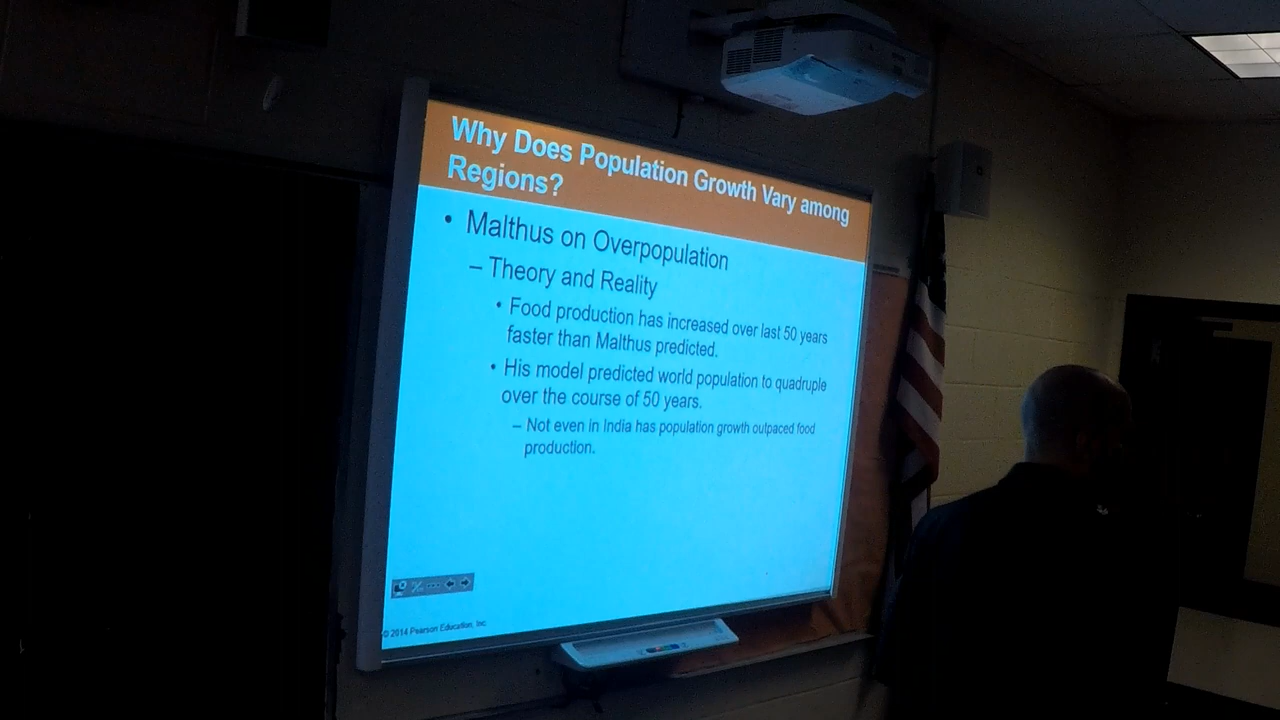 Why Does Population Growth Vary among
Regions?
• Malthus on Overpopulation
– Theory and Reality
• Food production has increased over last 50 years
faster than Malthus predicted.
• His model predicted world population to quadruple
over the course of 50 years.
– Not even in India has population growth outpaced food
production.
© 2014 Pearson Education, Inc.